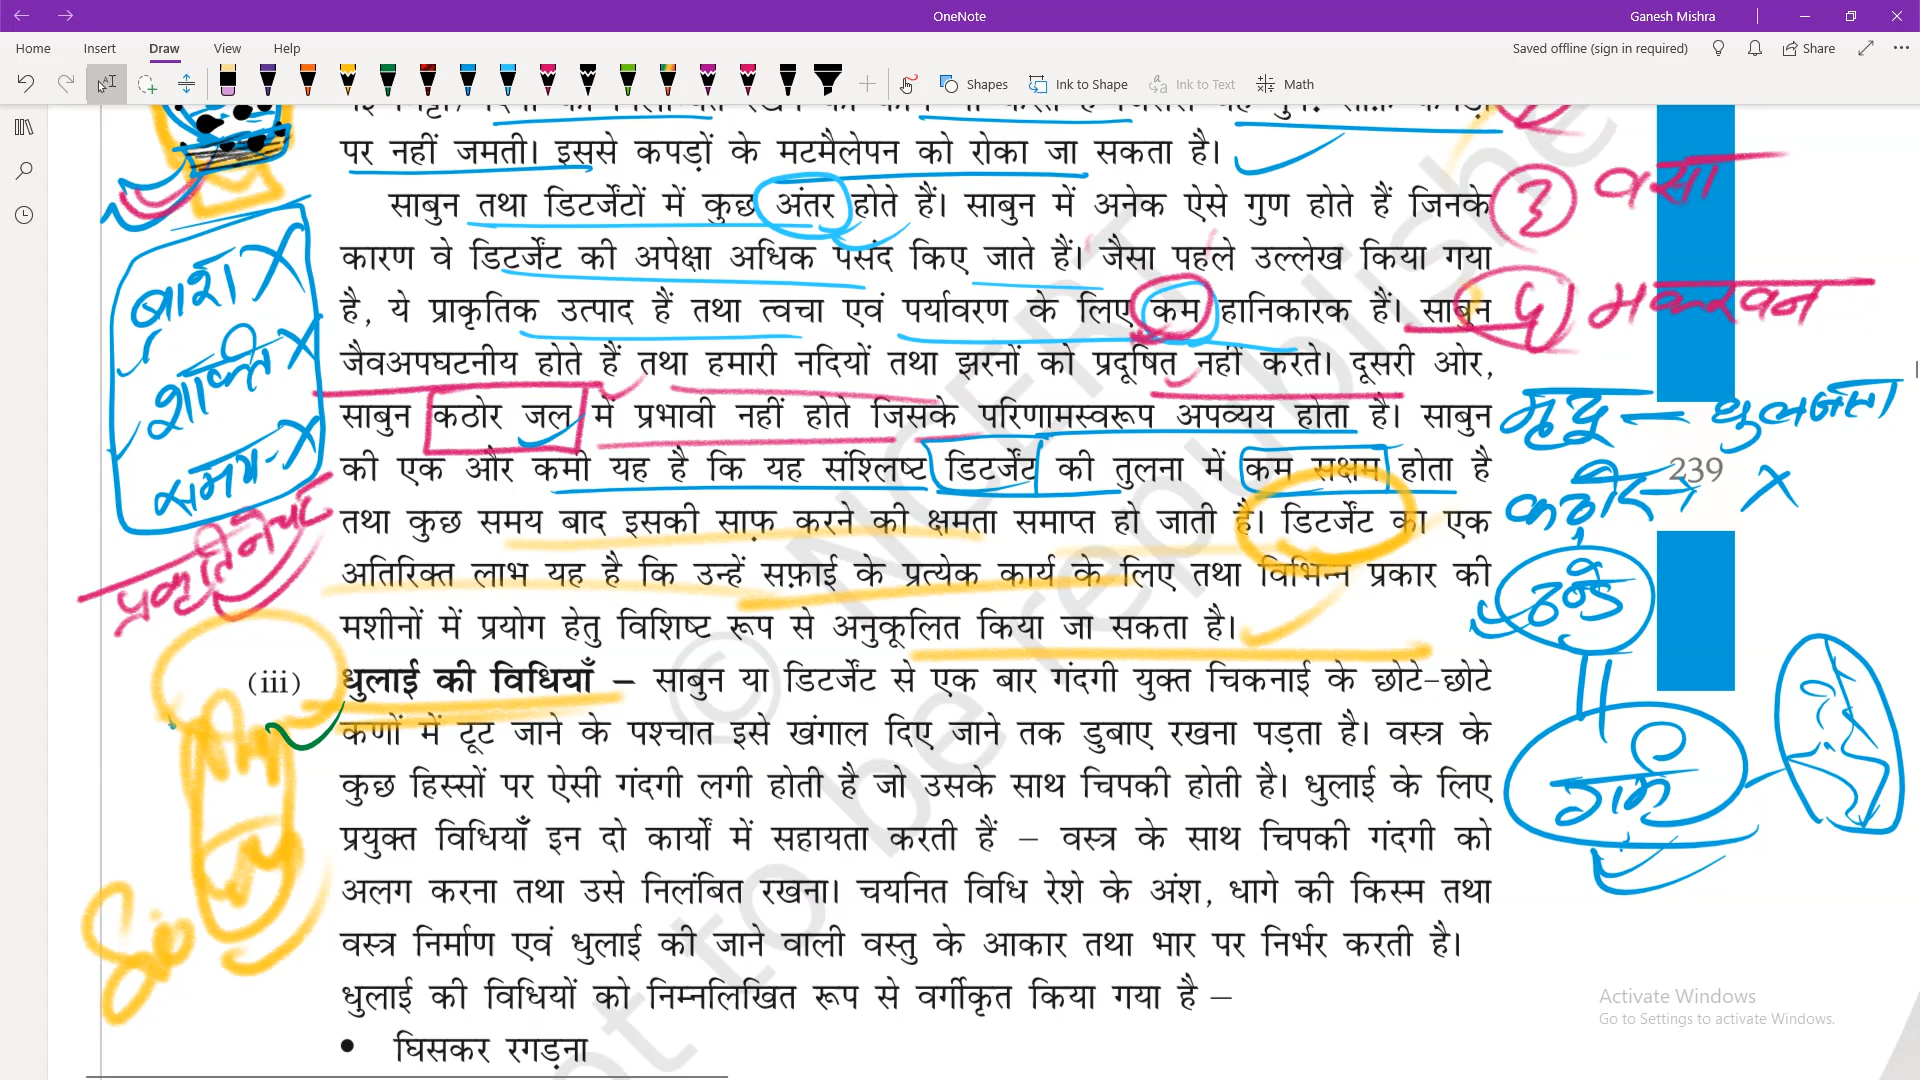 OneNote
Ganesh Mishra
Home Insert Draw View Help
Saved offline (sign in required)
Share
Shapes
Ink to Shape
Ink to Text
Math
पर नहीं जमती। इससे कपड़ों के मटमैलेपन को रोका जा सकता है।
साबुन तथा डिटर्जेंटों में कुछ अंतर होते हैं। साबुन में अनेक ऐसे गुण होते हैं जिनके
कारण वे डिटर्जेंट की अपेक्षा अधिक पसंद किए जाते हैं। जैसा पहले उल्लेख किया गया
है, ये प्राकृतिक उत्पाद हैं तथा त्वचा एवं पर्यावरण के लिए कम हानिकारक हैं। साबुन
जैवअपघटनीय होते हैं तथा हमारी नदियों तथा झरनों को प्रदूषित नहीं करते। दूसरी ओर,
साबुन कठोर जल में प्रभावी नहीं होते जिसके परिणामस्वरूप अपव्यय होता है। साबुन
की एक और कमी यह है कि यह संश्लिष्ट डिटर्जेंट की तुलना में कम सक्षम होता है
तथा कुछ समय बाद इसकी साफ़ करने की क्षमता समाप्त हो जाती है। डिटर्जेंट का एक
अतिरिक्त लाभ यह है कि उन्हें सफ़ाई के प्रत्येक कार्य के लिए तथा विभिन्न प्रकार की
मशीनों में प्रयोग हेतु विशिष्ट रूप से अनुकूलित किया जा सकता है।
(iii) धुलाई की विधियाँ – साबुन या डिटर्जेंट से एक बार गंदगी युक्त चिकनाई के छोटे-छोटे
कणों में टूट जाने के पश्चात इसे खंगाल दिए जाने तक डुबाए रखना पड़ता है। वस्त्र के
कुछ हिस्सों पर ऐसी गंदगी लगी होती है जो उसके साथ चिपकी होती है। धुलाई के लिए
प्रयुक्त विधियाँ इन दो कार्यों में सहायता करती हैं – वस्त्र के साथ चिपकी गंदगी को
अलग करना तथा उसे निलंबित रखना। चयनित विधि रेशे के अंश, धागे की किस्म तथा
वस्त्र निर्माण एवं धुलाई की जाने वाली वस्तु के आकार तथा भार पर निर्भर करती है।
धुलाई की विधियों को निम्नलिखित रूप से वर्गीकृत किया गया है –
• घिसकर रगड़ना
वसा
मृदु –
239
ठण्डे
गर्म
समय - X
© NCERT
not to be republished
Activate Windows
Go to Settings to activate Windows.